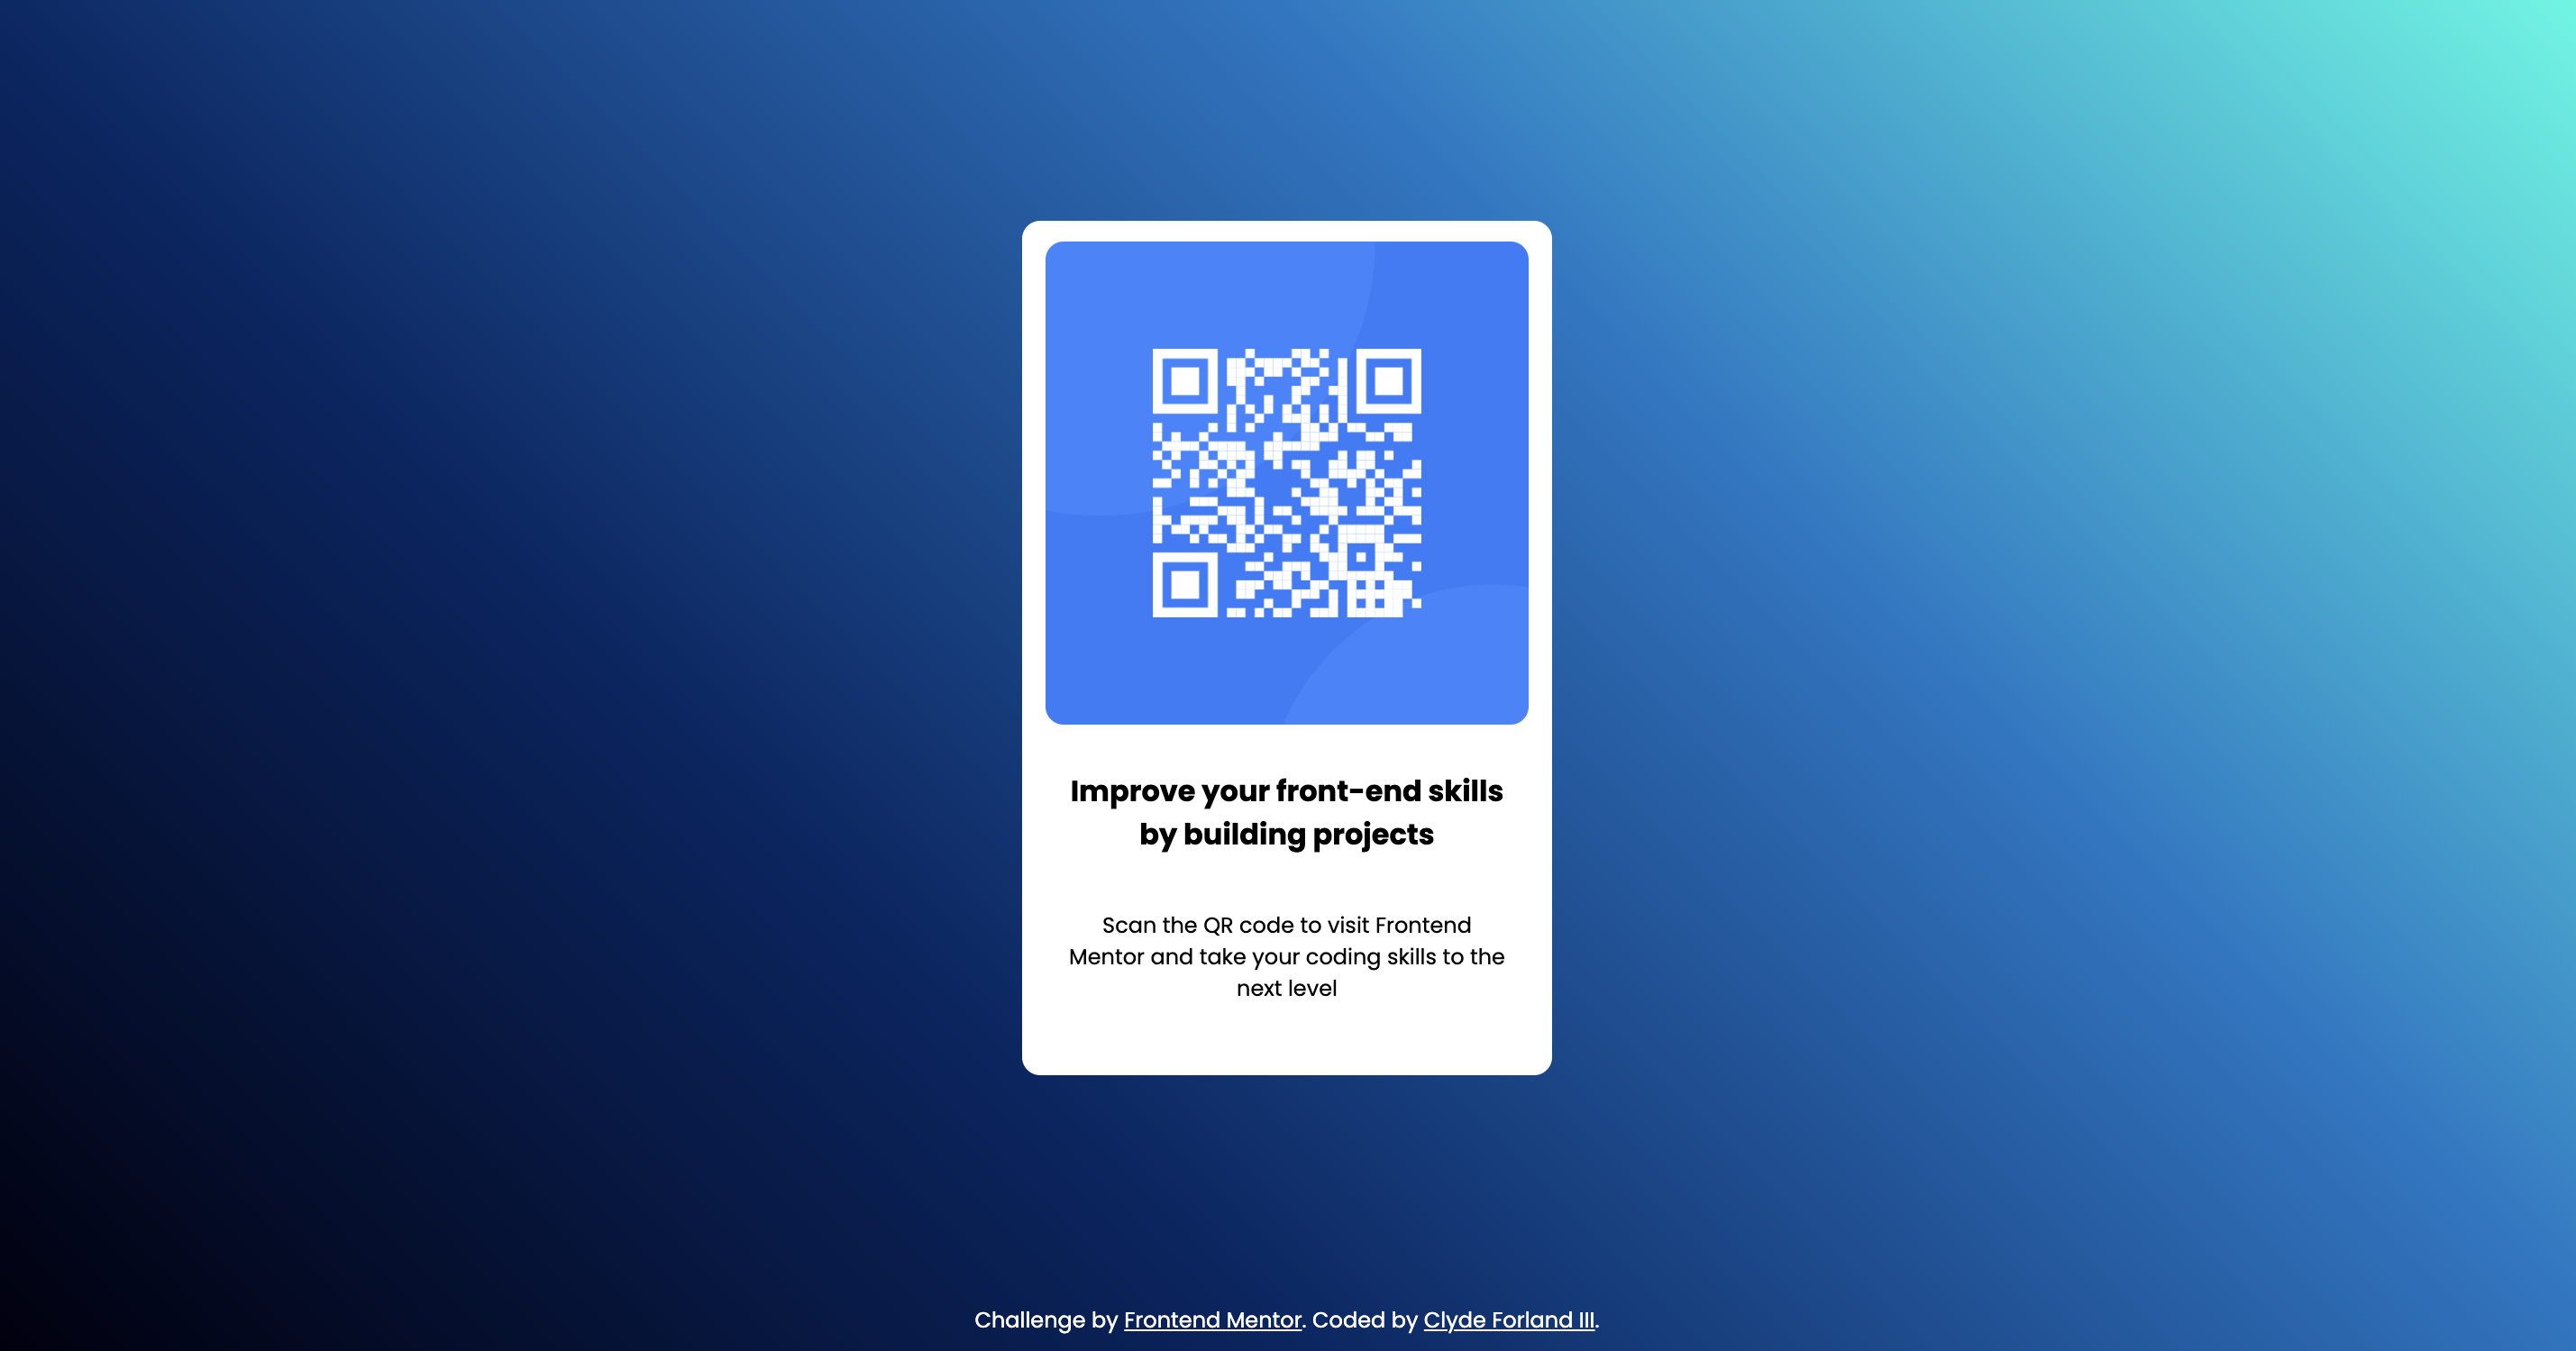 Improve your front-end skills
by building projects
Scan the QR code to visit Frontend
Mentor and take your coding skills to the
next level
Challenge by Frontend Mentor. Coded by Clyde Forland III.